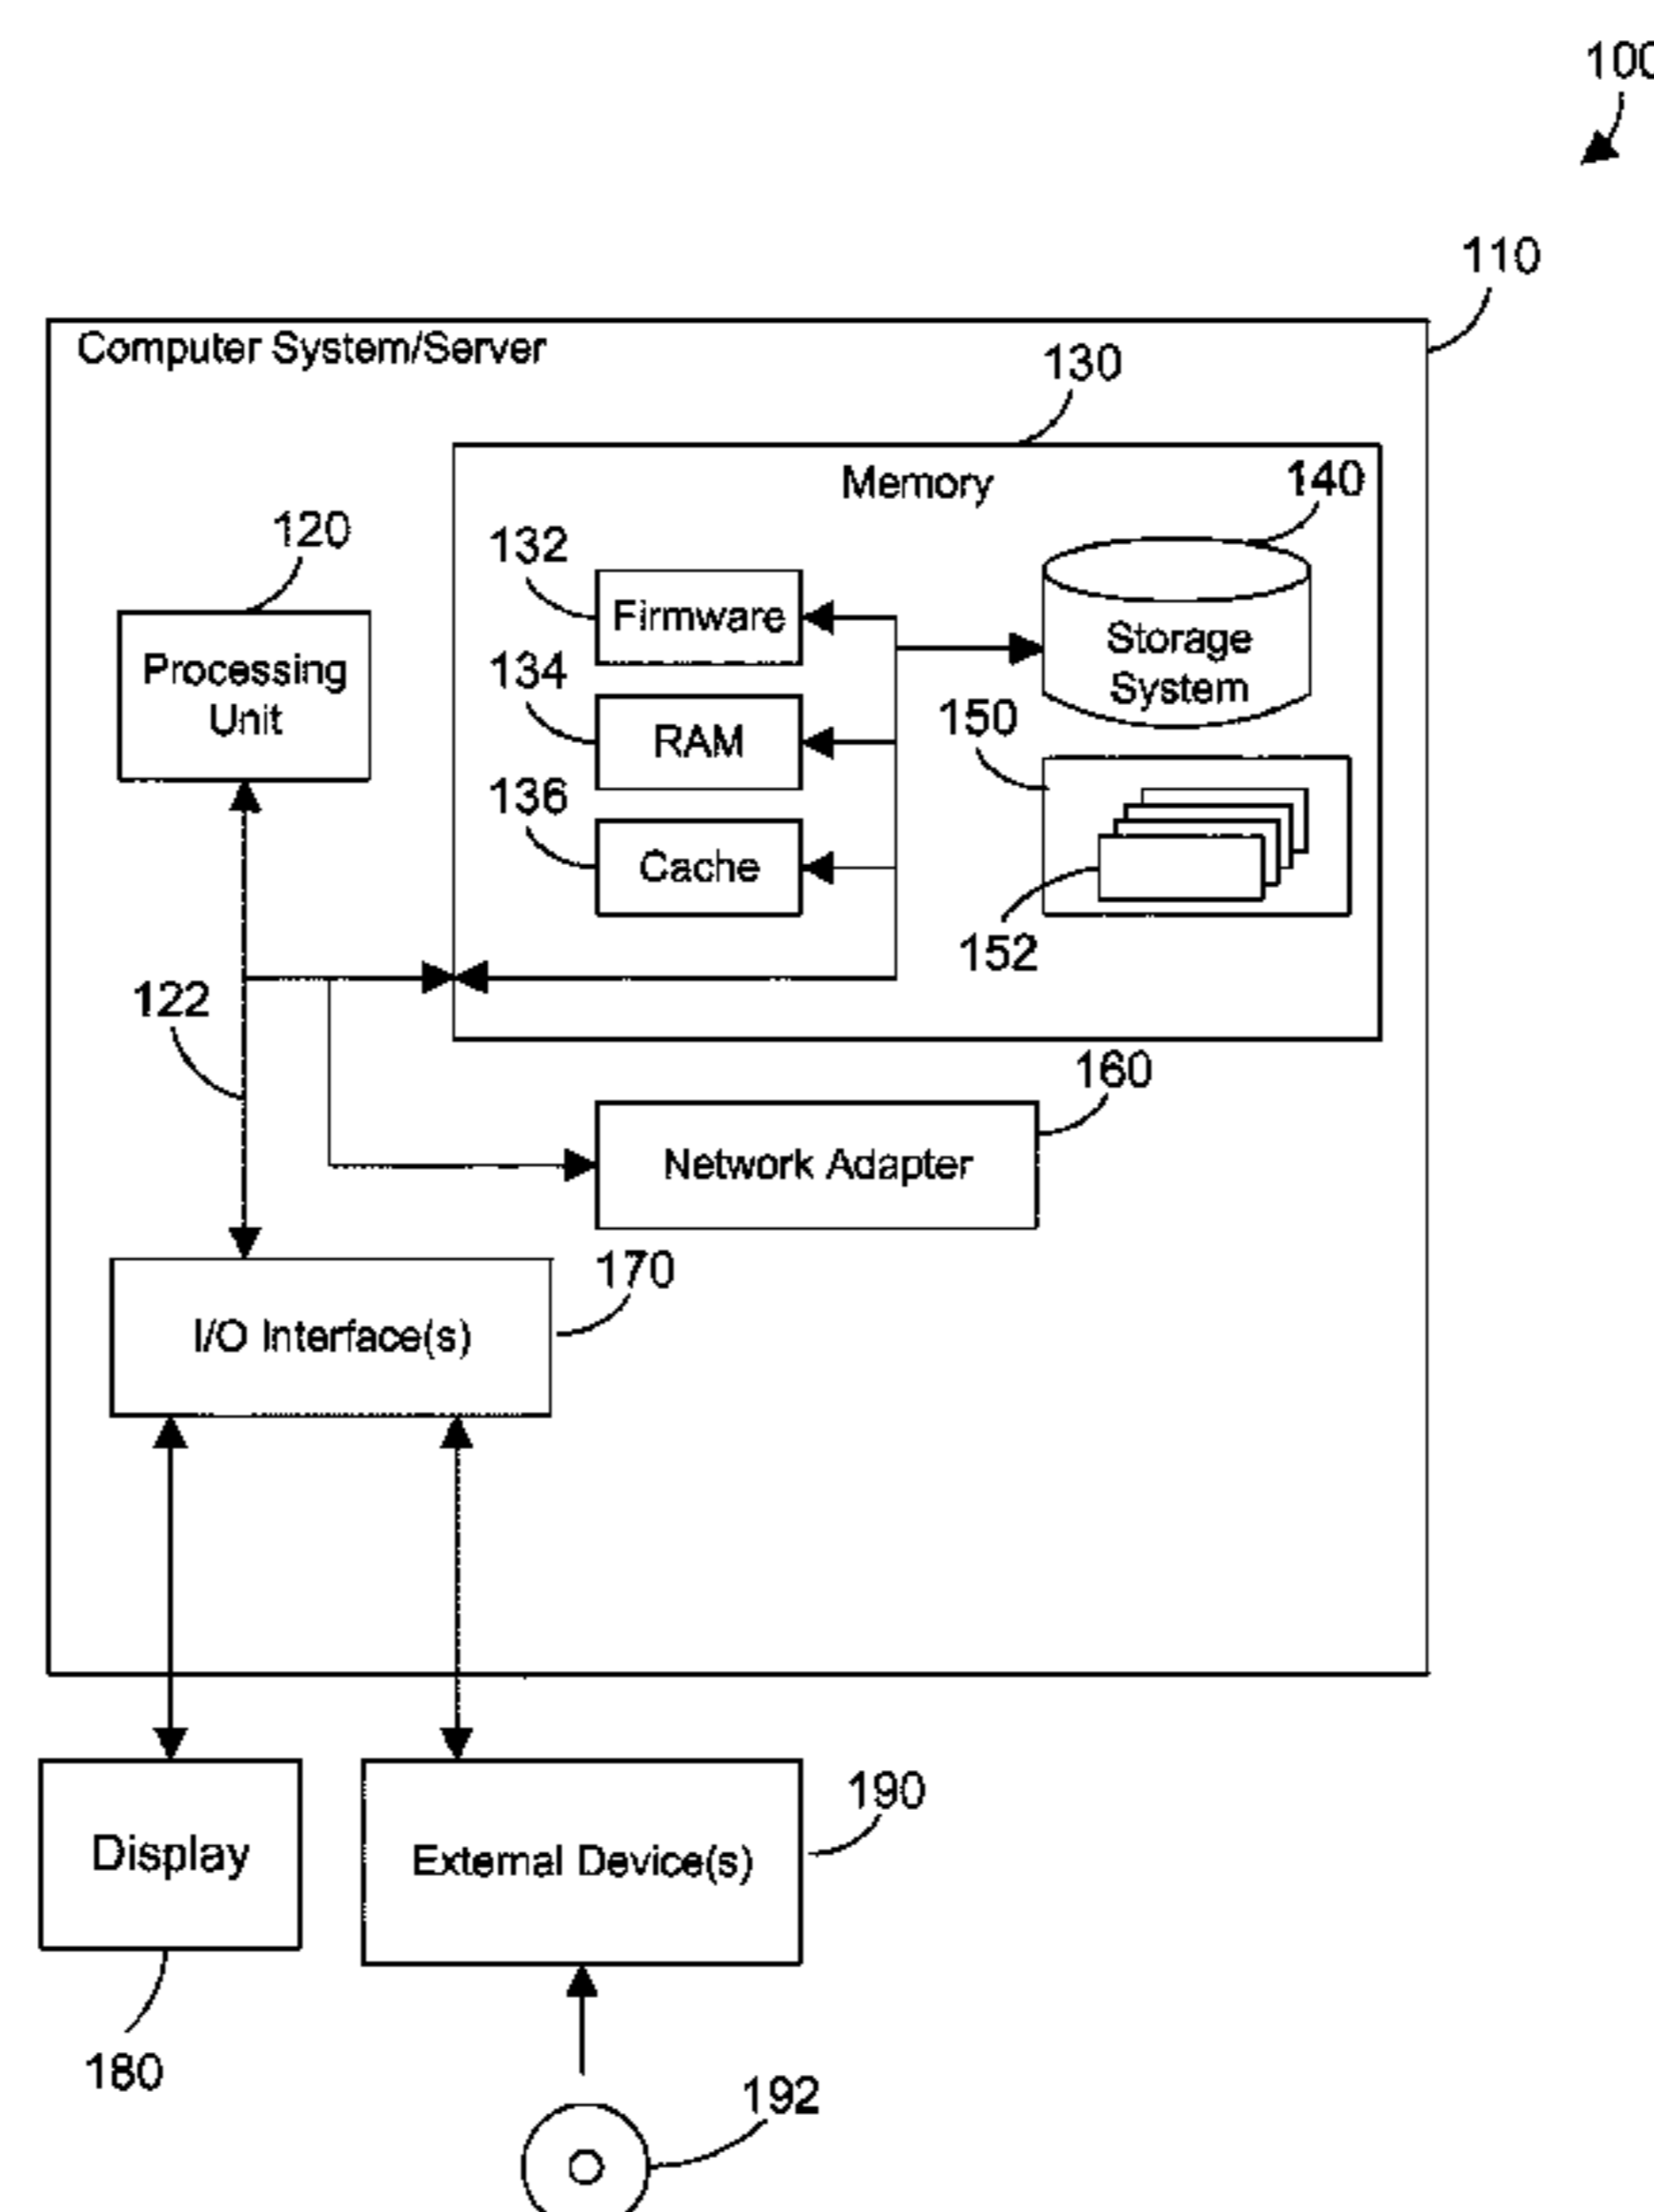 100
110
Computer System/Server
130
Memory
140
120
132
Firmware
Processing
Unit
Storage
System
134
RAM
150
136
Cache
152
122
160
Network Adapter
170
I/O Interface(s)
190
Display
External Device(s)
180
192